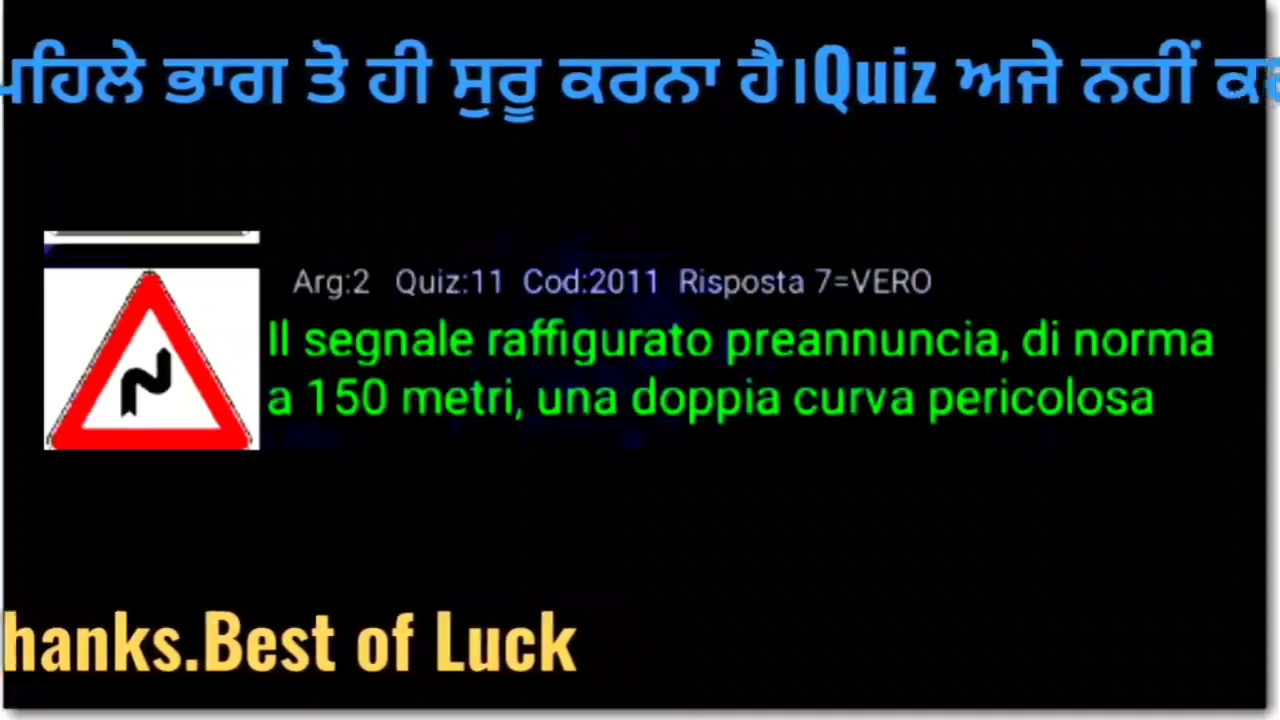 ਪਹਿਲੇ ਭਾਗ ਤੋ ਹੀ ਸੁਰੂ ਕਰਨਾ ਹੈ।Quiz ਅਜੇ ਨਹੀਂ
Arg:2 Quiz:11 Cod:2011 Risposta 7=VERO
Il segnale raffigurato preannuncia, di norma
a 150 metri, una doppia curva pericolosa
hanks.Best of Luck